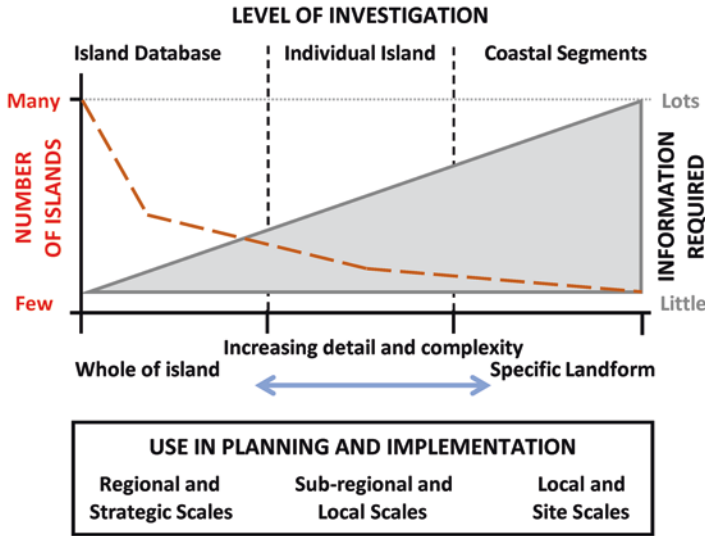 LEVEL OF INVESTIGATION
Island Database
Individual Island
Coastal Segments
Many
Lots
NUMBER
OF ISLANDS
INFORMATION
REQUIRED
Few
Little
Increasing detail and complexity
Whole of island
Specific Landform
USE IN PLANNING AND IMPLEMENTATION
Regional and
Strategic Scales
Sub-regional and
Local Scales
Local and
Site Scales